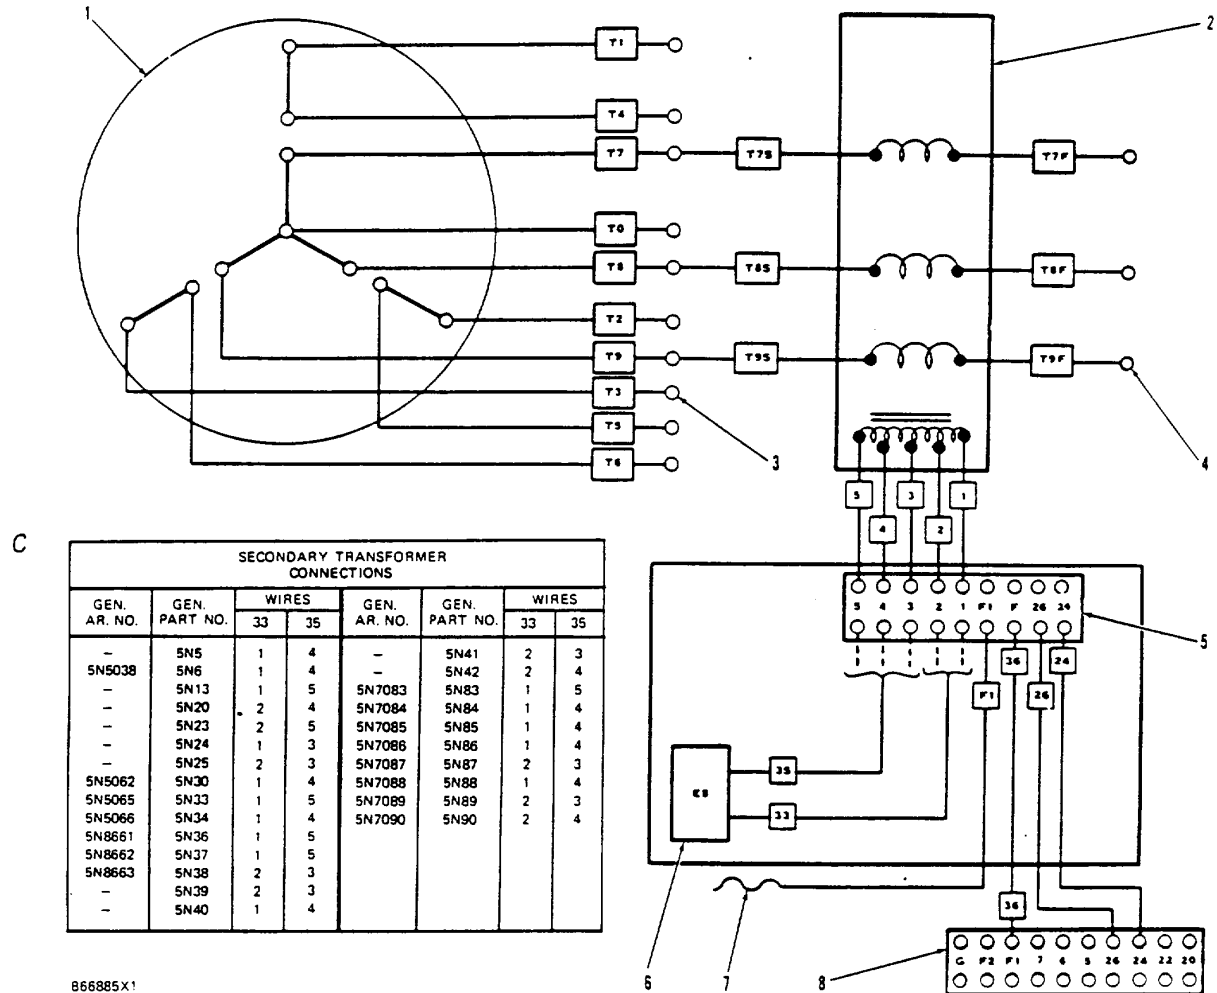 1
2
T1
T4
T7
T7S
T7F
T0
T8
T8S
T8F
T2
T9
T9S
T9F
T3
T5
T6
3
4
5
3
1
4
2
C
SECONDARY TRANSFORMER
CONNECTIONS
GEN. AR. NO. GEN. PART NO. WIRES 33 35 GEN. AR. NO. GEN. PART NO. WIRES 33 35
– 5N5 1 4 – 5N41 2 3
5N5038 5N6 1 4 – 5N42 2 4
– 5N13 1 5 5N7083 5N83 1 5
– 5N20 2 4 5N7084 5N84 1 4
– 5N23 2 5 5N7085 5N85 1 4
– 5N24 1 3 5N7086 5N86 1 4
– 5N25 2 3 5N7087 5N87 2 3
5N5062 5N30 1 4 5N7088 5N88 1 4
5N5065 5N33 1 5 5N7089 5N89 2 3
5N5066 5N34 1 4 5N7090 5N90 2 4
5N8661 5N36 1 5
5N8662 5N37 1 5
5N8663 5N38 2 3
– 5N39 2 3
– 5N40 1 4
5 4 3 2 1 F1 F 26 24
5
36
24
F1
26
35
33
36
6
7
8
G F2 F1 7 6 5 26 24 22 20
B66885X1